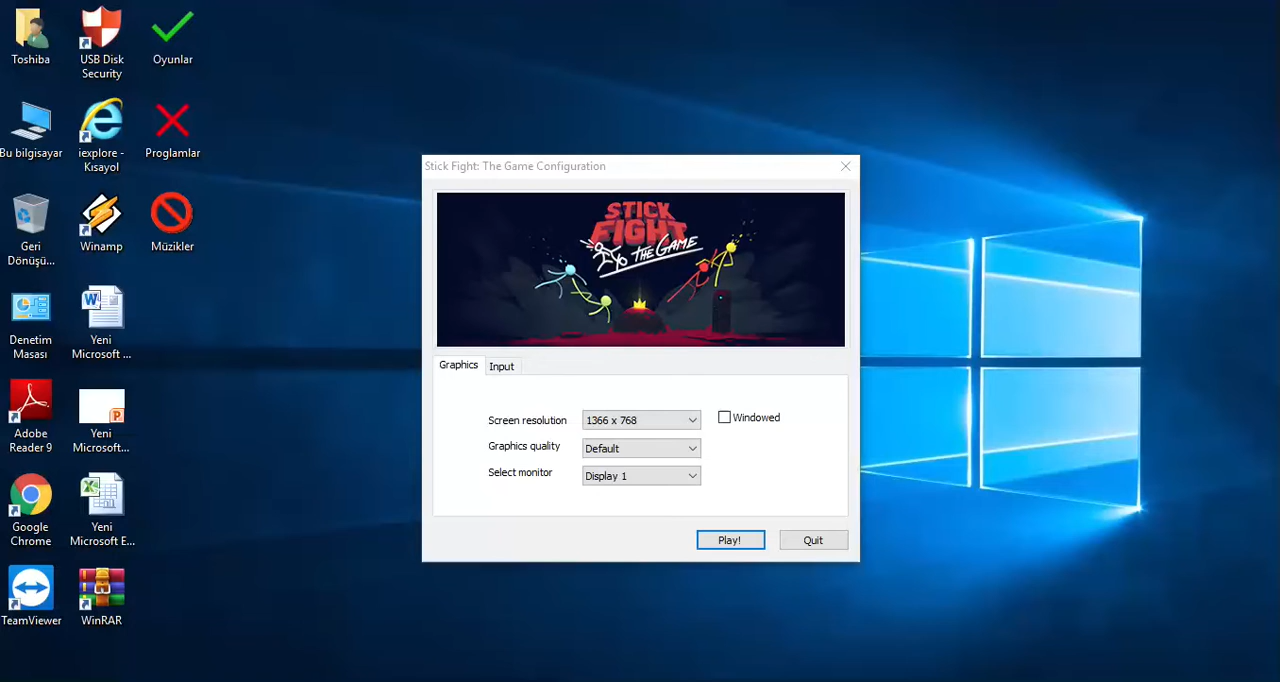 Toshiba
USB Disk
Security
Oyunlar
Bu bilgisayar
iexplore -
Kısayol
Proglamlar
Geri
Dönüşü...
Winamp
Müzikler
Denetim
Masası
Yeni
Microsoft ...
Adobe
Reader 9
Yeni
Microsoft...
Google
Chrome
Yeni
Microsoft E...
TeamViewer
WinRAR
Stick Fight: The Game Configuration
STICK
FIGHT
THE GAME
Graphics
Input
Screen resolution
1366 x 768
Windowed
Graphics quality
Default
Select monitor
Display 1
Play!
Quit